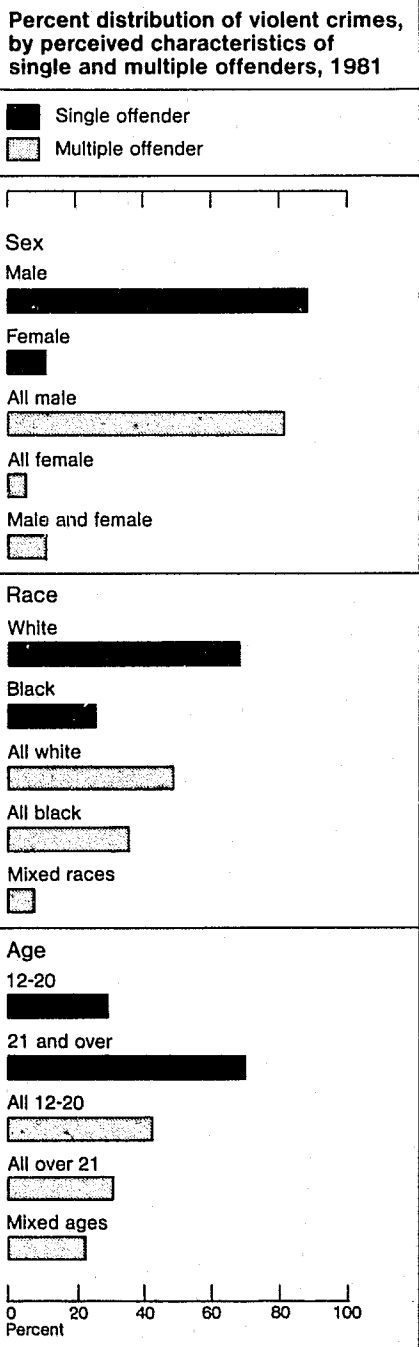 Percent distribution of violent crimes,
by perceived characteristics of
single and multiple offenders, 1981
Single offender
Multiple offender
Sex
Male
Female
All male
All female
Male and female
Race
White
Black
All white
All black
Mixed races
Age
12-20
21 and over
All 12-20
All over 21
Mixed ages
0 20 40 60 80 100
Percent